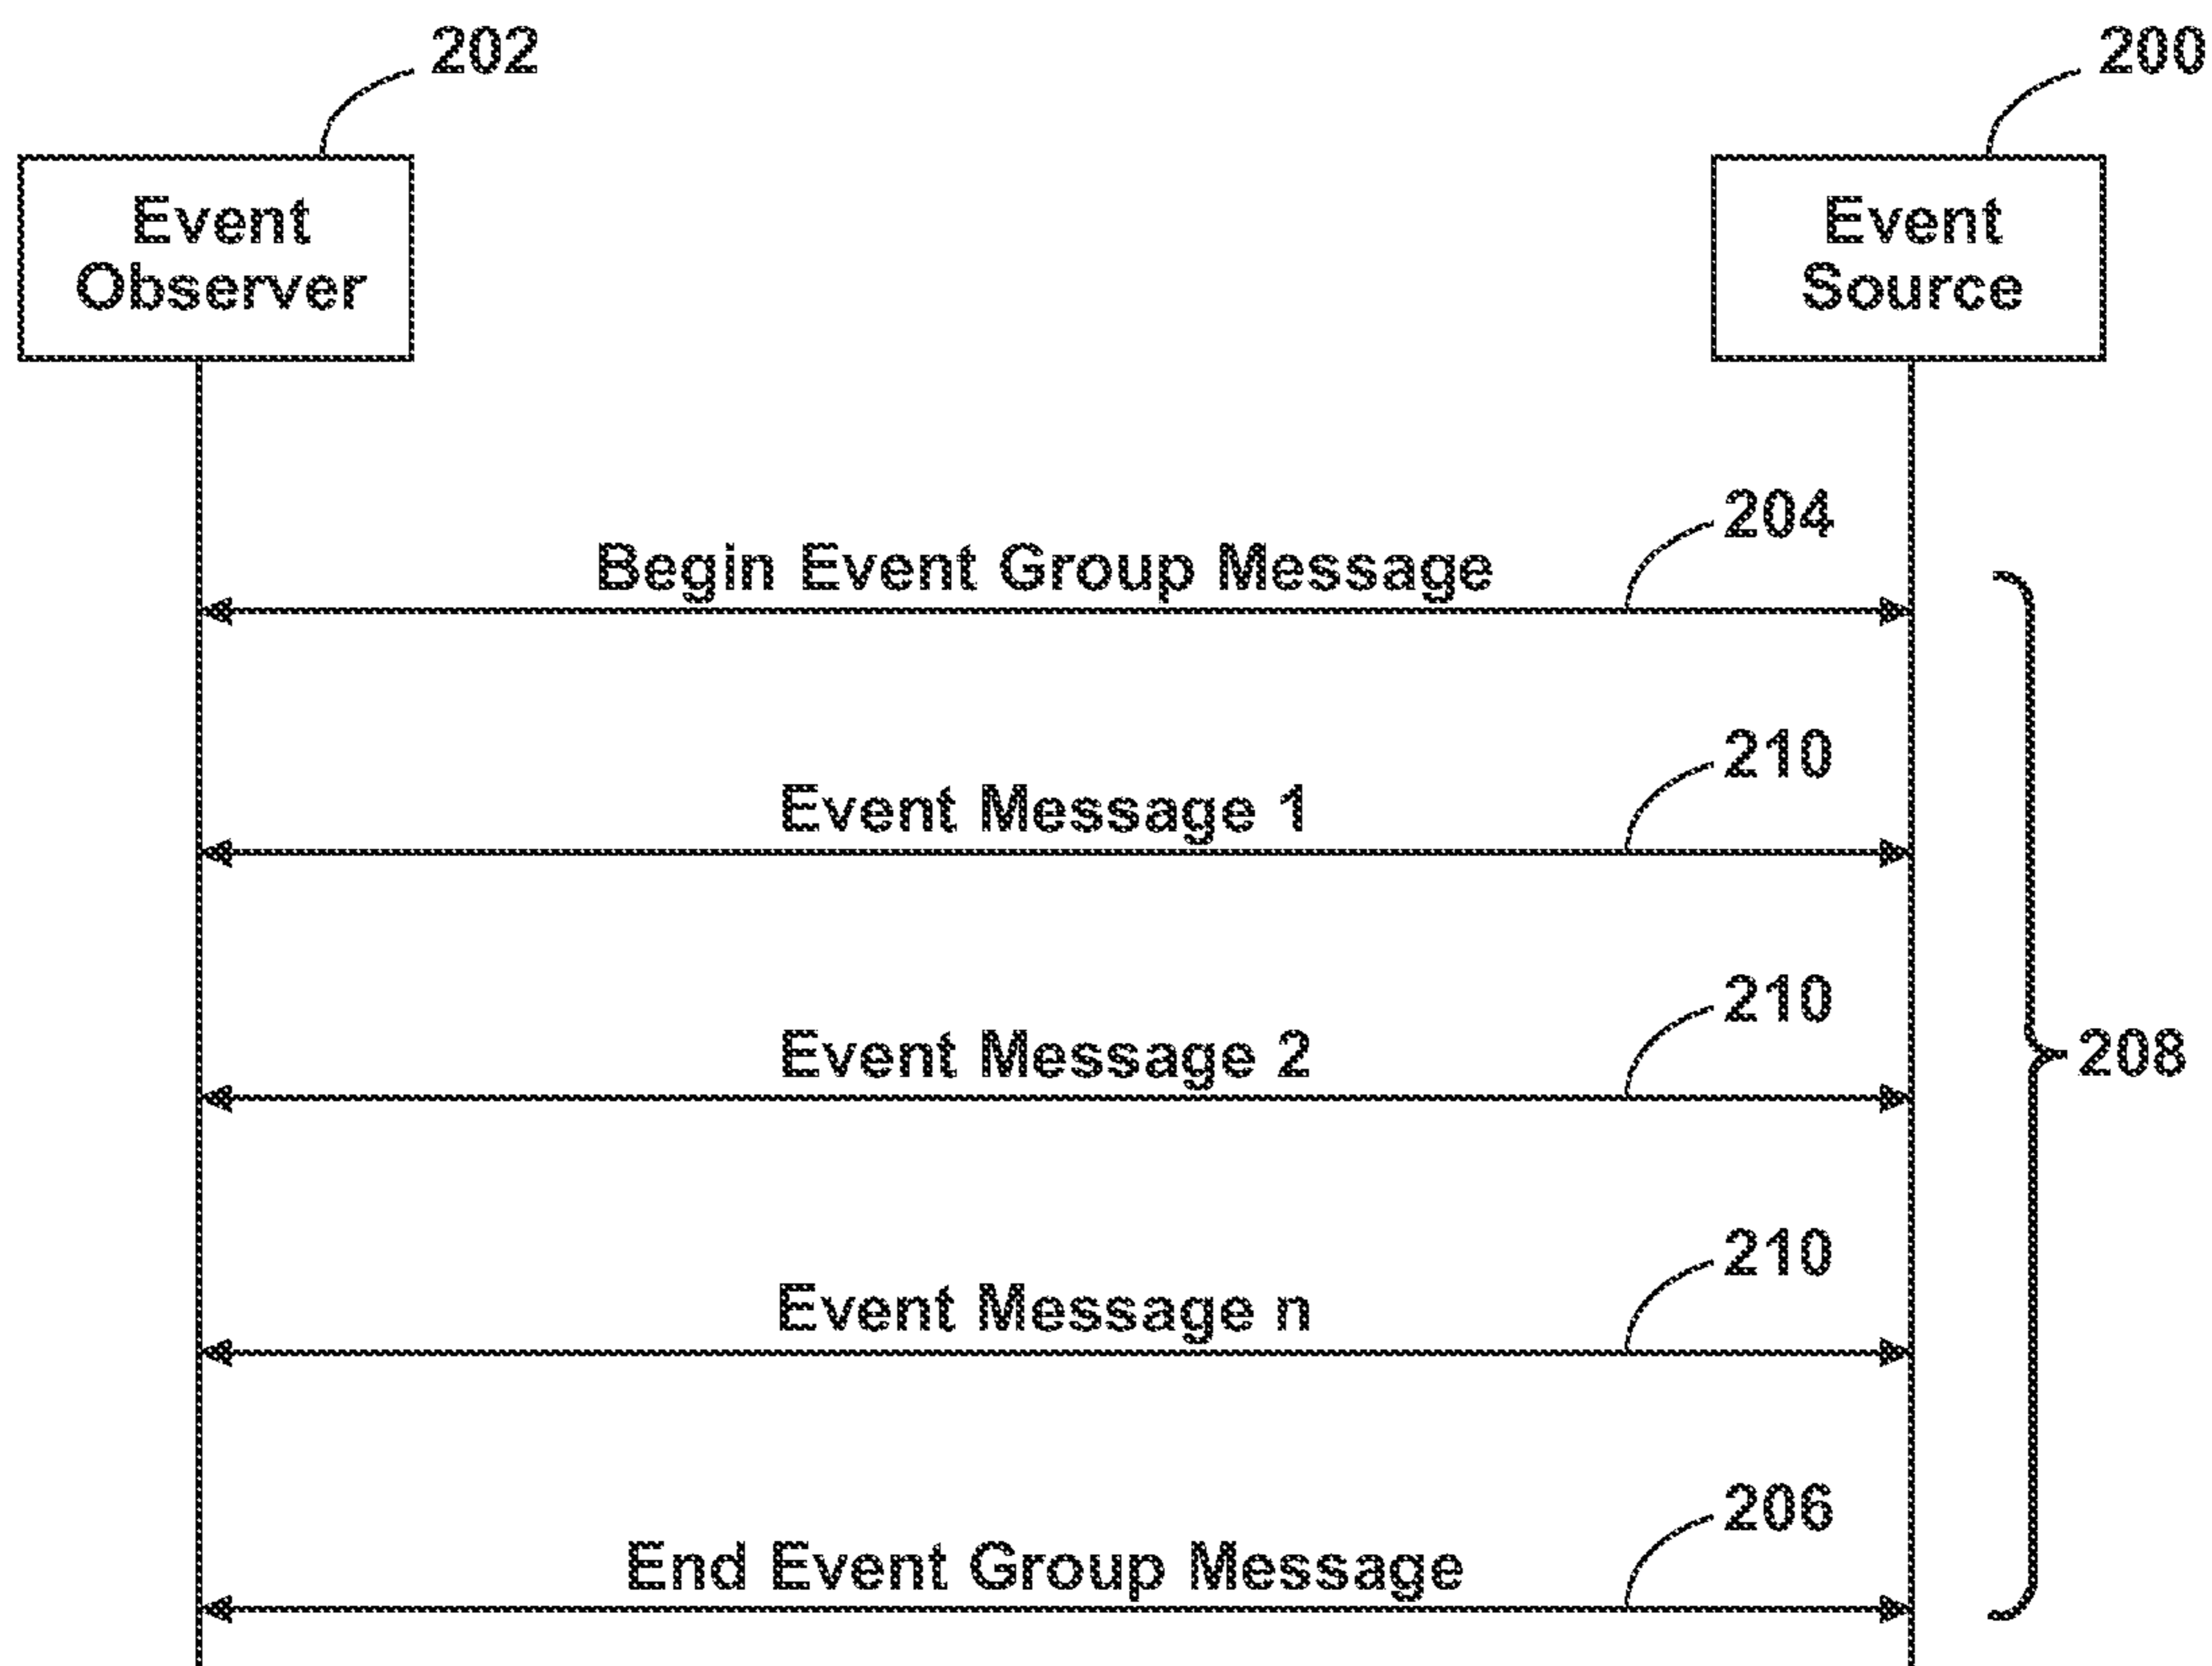 202
200
Event
Observer
Event
Source
204
Begin Event Group Message
210
Event Message 1
210
Event Message 2
208
210
Event Message n
206
End Event Group Message